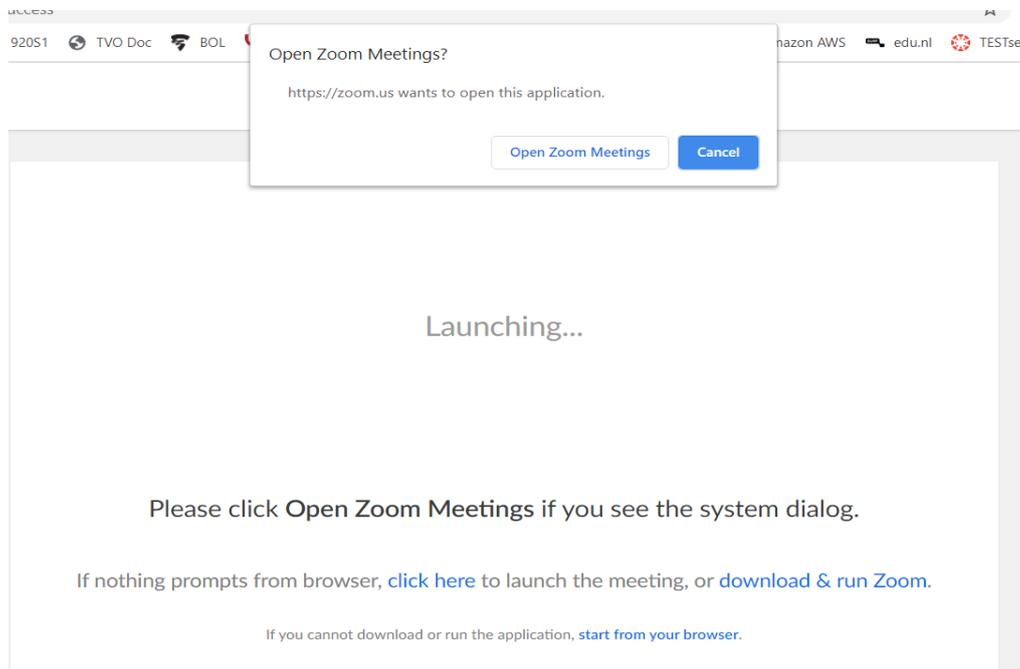 920S1 TVO Doc BOL AWS edu.nl
Open Zoom Meetings?
https://zoom.us wants to open this application.
Open Zoom Meetings Cancel
Launching...
Please click Open Zoom Meetings if you see the system dialog.
If nothing prompts from browser, click here to launch the meeting, or download & run Zoom.
If you cannot download or run the application, start from your browser.